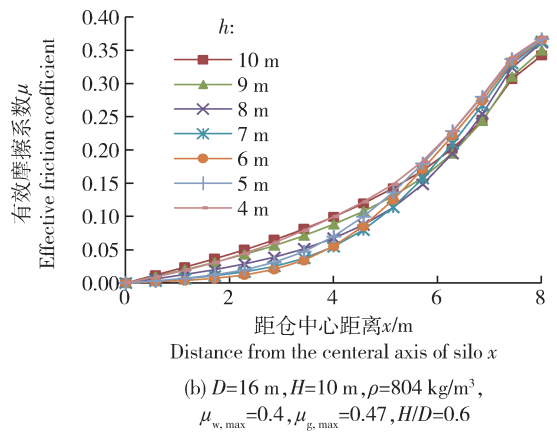 0.40
0.35
0.30
0.25
0.20
0.15
0.10
0.05
0.00
有效摩擦系数μ
Effective friction coefficient
h:
10 m
9 m
8 m
7 m
6 m
5 m
4 m
0
2
4
6
8
距仓中心距离x/m
Distance from the centeral axis of silo x
(b) D=16 m,H=10 m,ρ=804 kg/m³,
μw, max=0.4,μg, max=0.47,H/D=0.6